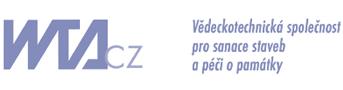 WTA CZ
Vědeckotechnická společnost
pro sanace staveb
a péči o památky